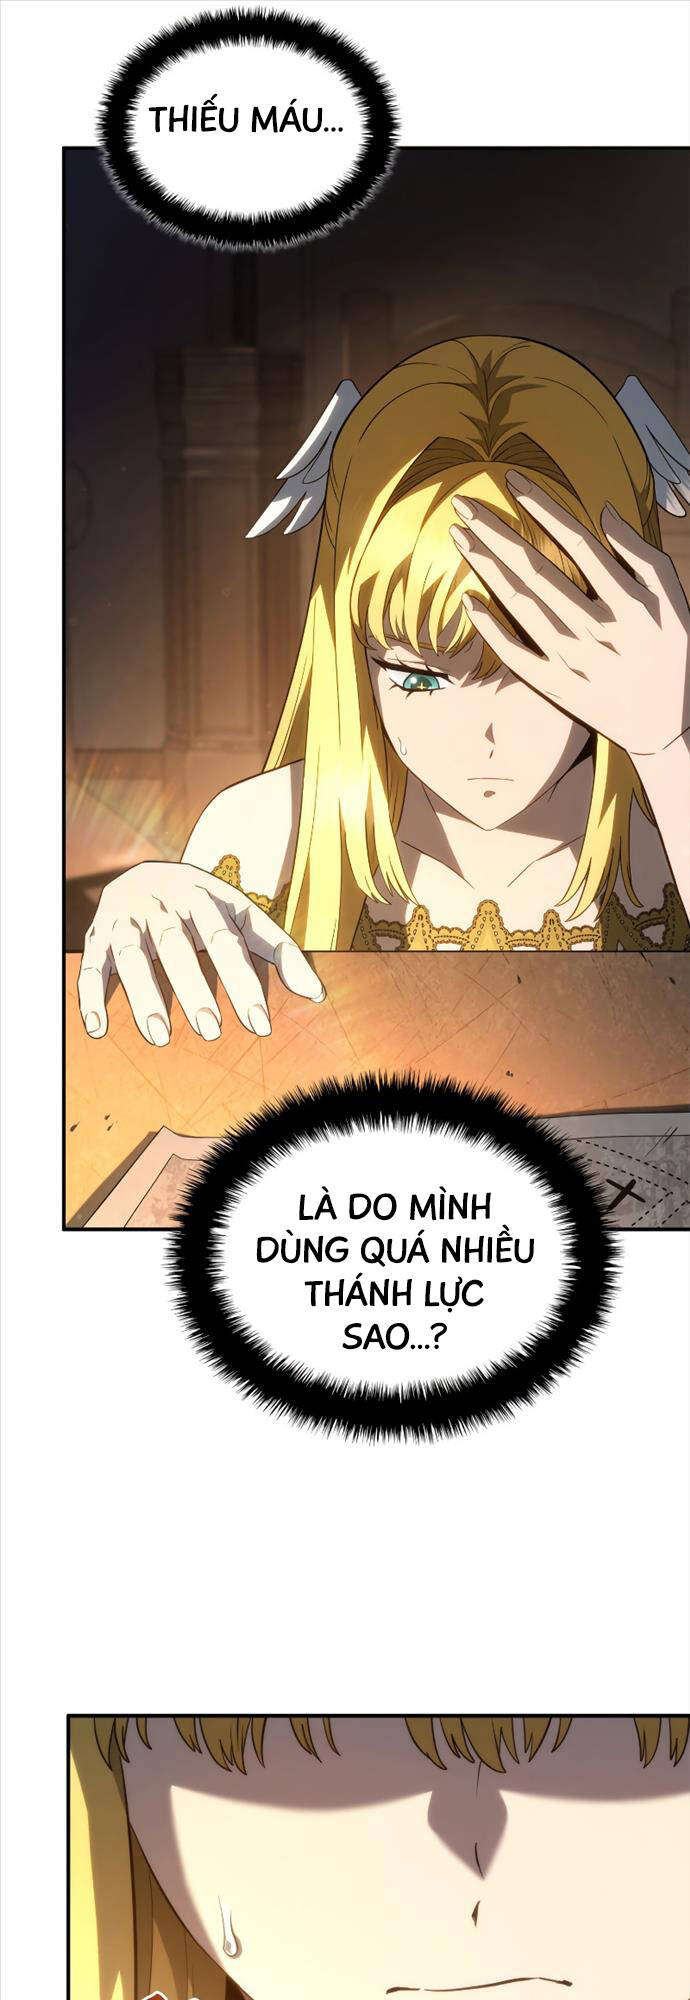 THIẾU MÁU...
LÀ DO MÌNH
DÙNG QUÁ NHIỀU
THÁNH LỰC
SAO...?